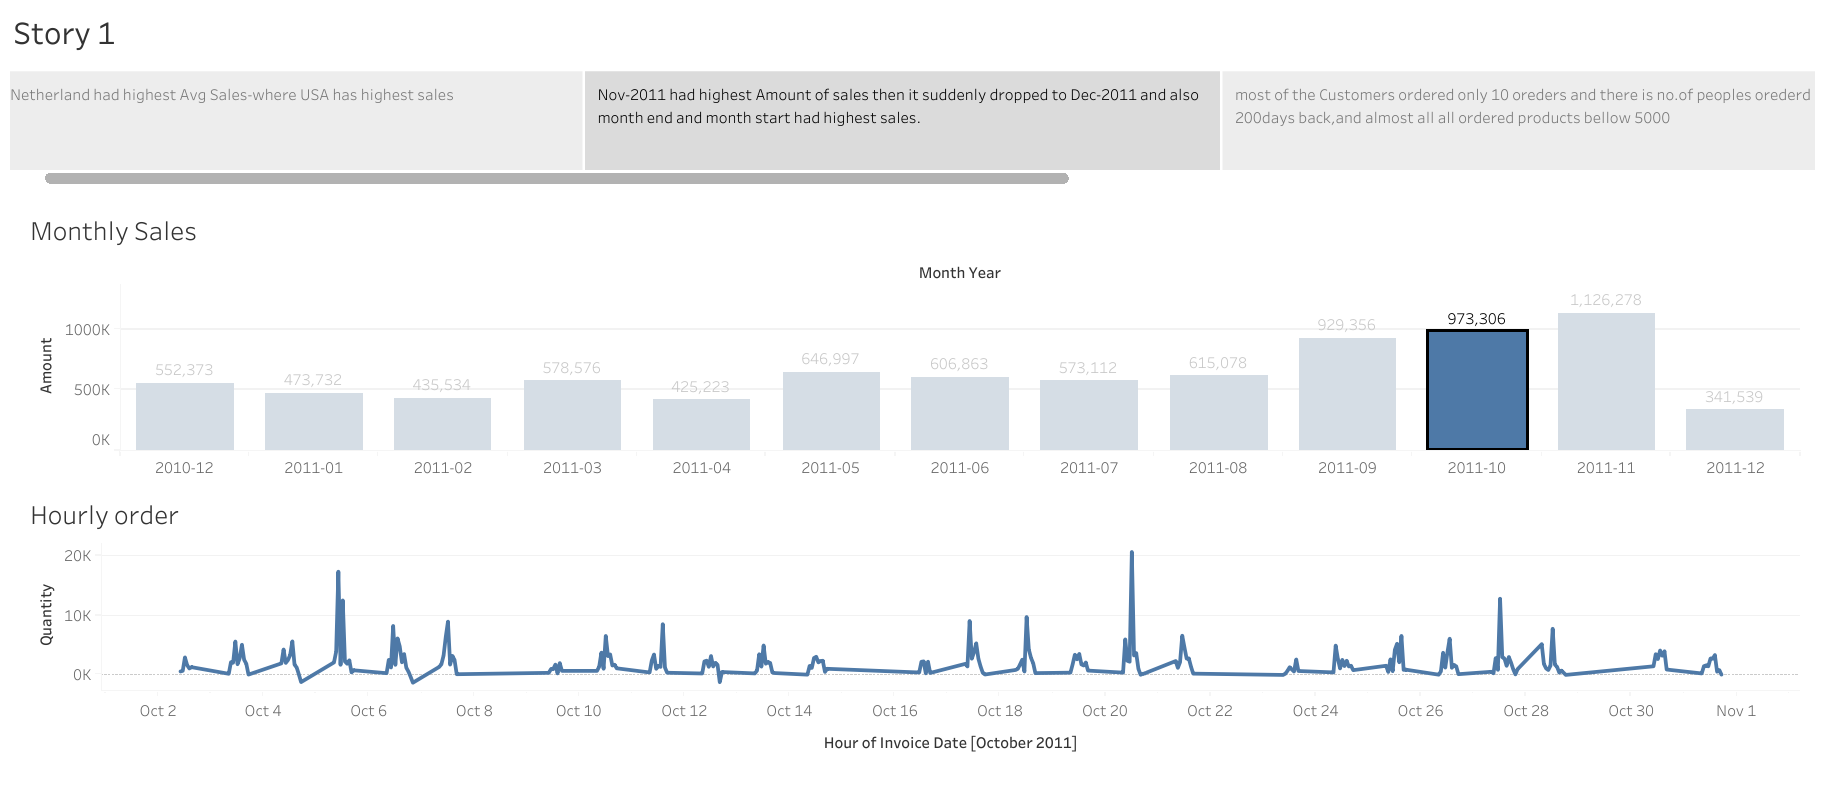 Story 1
Netherland had highest Avg Sales-where USA has highest sales
Nov-2011 had highest Amount of sales then it suddenly dropped to Dec-2011 and also
month end and month start had highest sales.
most of the Customers ordered only 10 oreders and there is no.of peoples orederd
200days back,and almost all all ordered products bellow 5000
Monthly Sales
Month Year
Amount
1000K
500K
0K
552,373
473,732
435,534
578,576
425,223
646,997
606,863
573,112
615,078
929,356
973,306
1,126,278
341,539
2010-12
2011-01
2011-02
2011-03
2011-04
2011-05
2011-06
2011-07
2011-08
2011-09
2011-10
2011-11
2011-12
Hourly order
Quantity
20K
10K
0K
Oct 2
Oct 4
Oct 6
Oct 8
Oct 10
Oct 12
Oct 14
Oct 16
Oct 18
Oct 20
Oct 22
Oct 24
Oct 26
Oct 28
Oct 30
Nov 1
Hour of Invoice Date [October 2011]